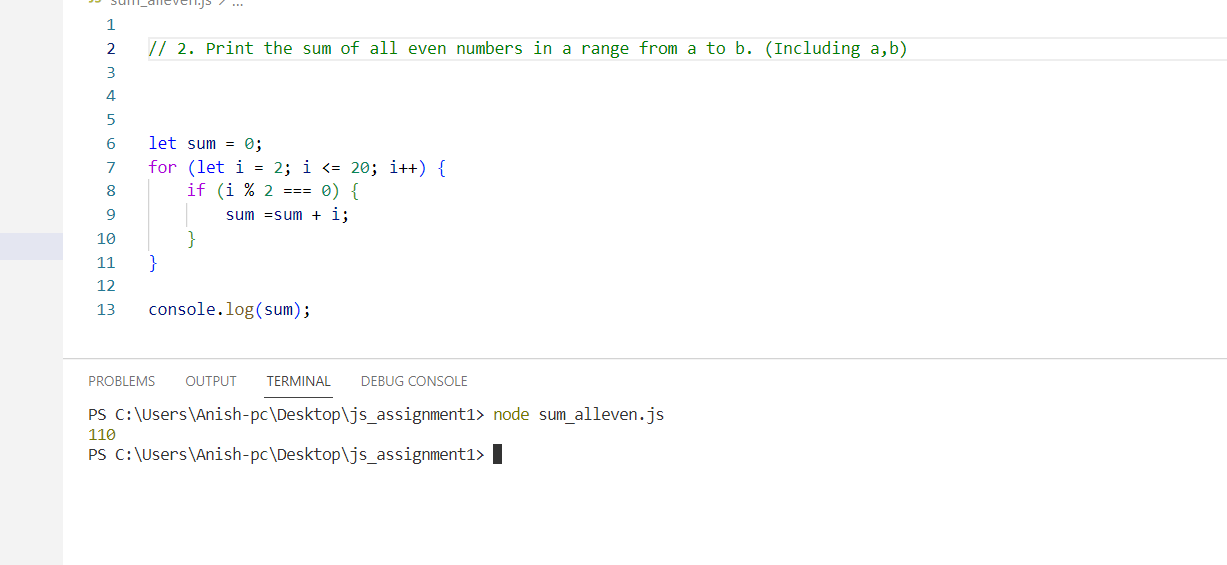 sum_alleven.js > ...
1
2 // 2. Print the sum of all even numbers in a range from a to b. (Including a,b)
3
4
5
6 let sum = 0;
7 for (let i = 2; i <= 20; i++) {
8 if (i % 2 === 0) {
9 sum =sum + i;
10 }
11 }
12
13 console.log(sum);
PROBLEMS OUTPUT TERMINAL DEBUG CONSOLE
PS C:\Users\Anish-pc\Desktop\js_assignment1> node sum_alleven.js
110
PS C:\Users\Anish-pc\Desktop\js_assignment1>